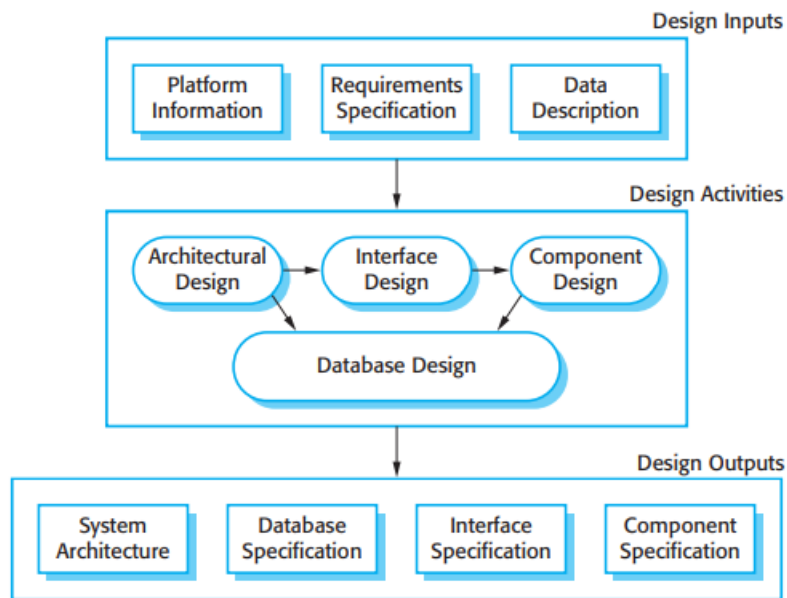 Design Inputs
Platform
Information
Requirements
Specification
Data
Description
Design Activities
Architectural
Design
Interface
Design
Component
Design
Database Design
Design Outputs
System
Architecture
Database
Specification
Interface
Specification
Component
Specification